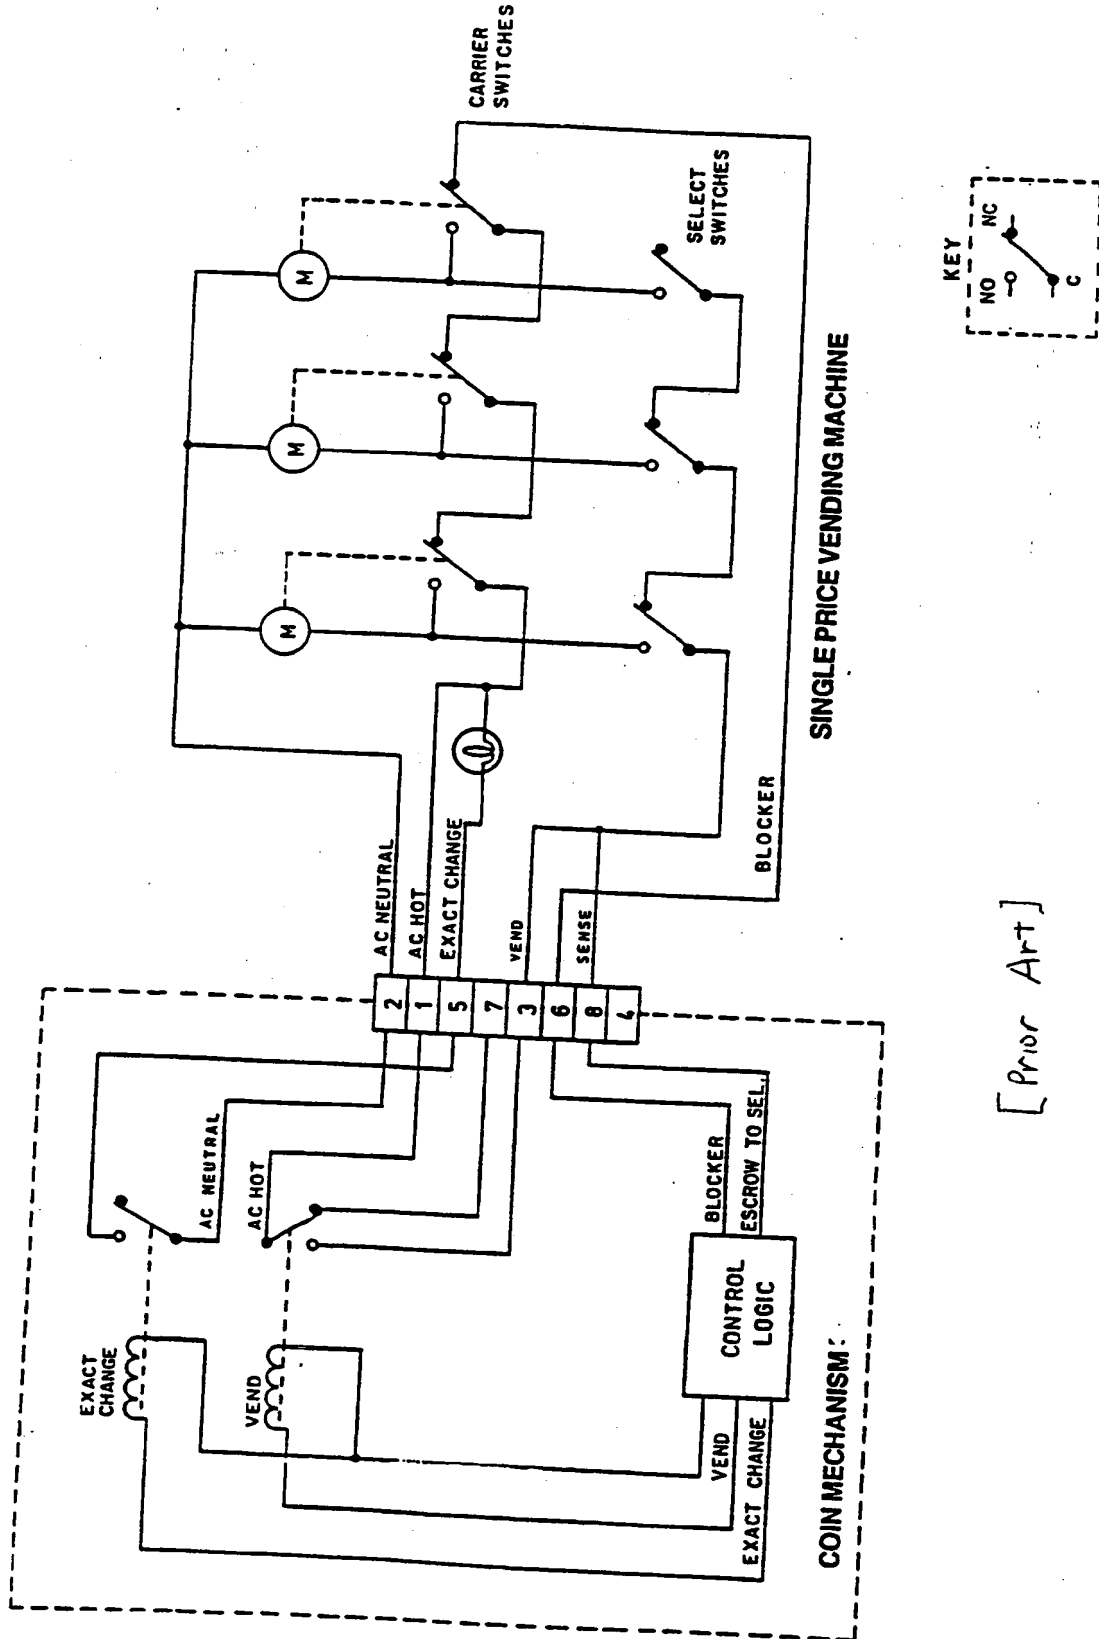 CARRIER
SWITCHES
M
M
M
SELECT
SWITCHES
AC NEUTRAL
AC HOT
EXACT CHANGE
VEND
SENSE
BLOCKER
SINGLE PRICE VENDING MACHINE
KEY
NO
NC
C
2
1
5
7
3
6
8
4
EXACT
CHANGE
VEND
AC NEUTRAL
AC HOT
BLOCKER
ESCROW TO SEL.
CONTROL
LOGIC
VEND
EXACT CHANGE
COIN MECHANISM
[Prior Art]